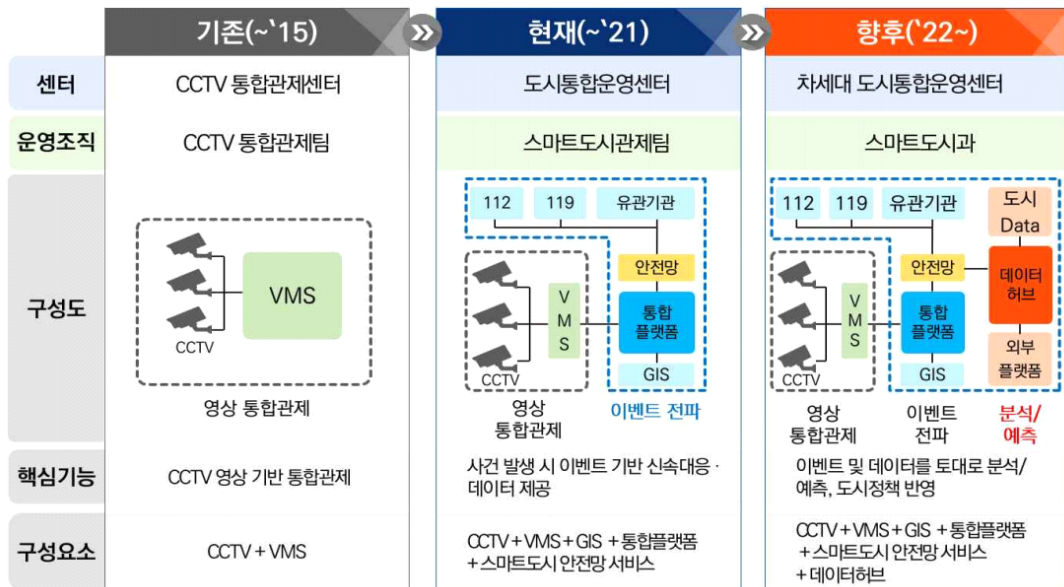 기존(~‘15)
현재(~‘21)
향후(‘22~)
센터
CCTV 통합관제센터
도시통합운영센터
차세대 도시통합운영센터
운영조직
CCTV 통합관제팀
스마트도시관제팀
스마트도시과
구성도
CCTV
VMS
영상 통합관제
112
119
유관기관
안전망
CCTV
V
M
S
통합
플랫폼
GIS
영상
통합관제
이벤트 전파
112
119
유관기관
도시
Data
안전망
데이터
허브
CCTV
V
M
S
통합
플랫폼
GIS
외부
플랫폼
영상
통합관제
이벤트
전파
분석/
예측
핵심기능
CCTV 영상 기반 통합관제
사건 발생 시 이벤트 기반 신속대응 ·
데이터 제공
이벤트 및 데이터를 토대로 분석/
예측, 도시정책 반영
구성요소
CCTV + VMS
CCTV + VMS + GIS + 통합플랫폼
+ 스마트도시 안전망 서비스
CCTV + VMS + GIS + 통합플랫폼
+ 스마트도시 안전망 서비스
+ 데이터허브